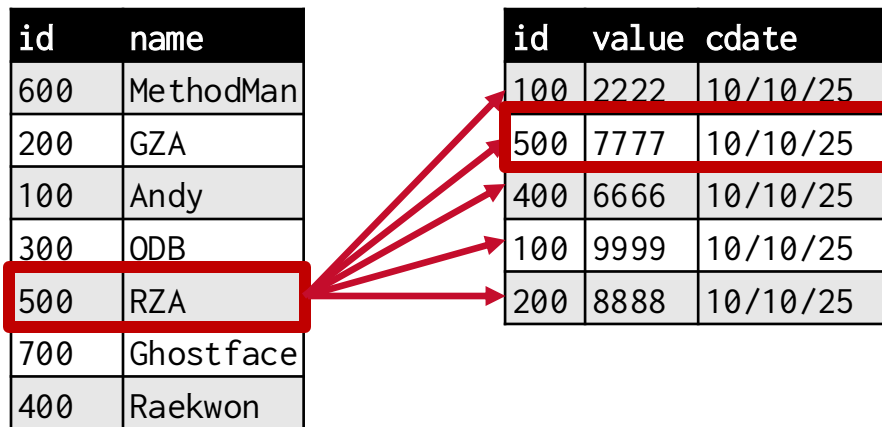 id name
600 MethodMan
200 GZA
100 Andy
300 ODB
500 RZA
700 Ghostface
400 Raekwon
id value cdate
100 2222 10/10/25
500 7777 10/10/25
400 6666 10/10/25
100 9999 10/10/25
200 8888 10/10/25